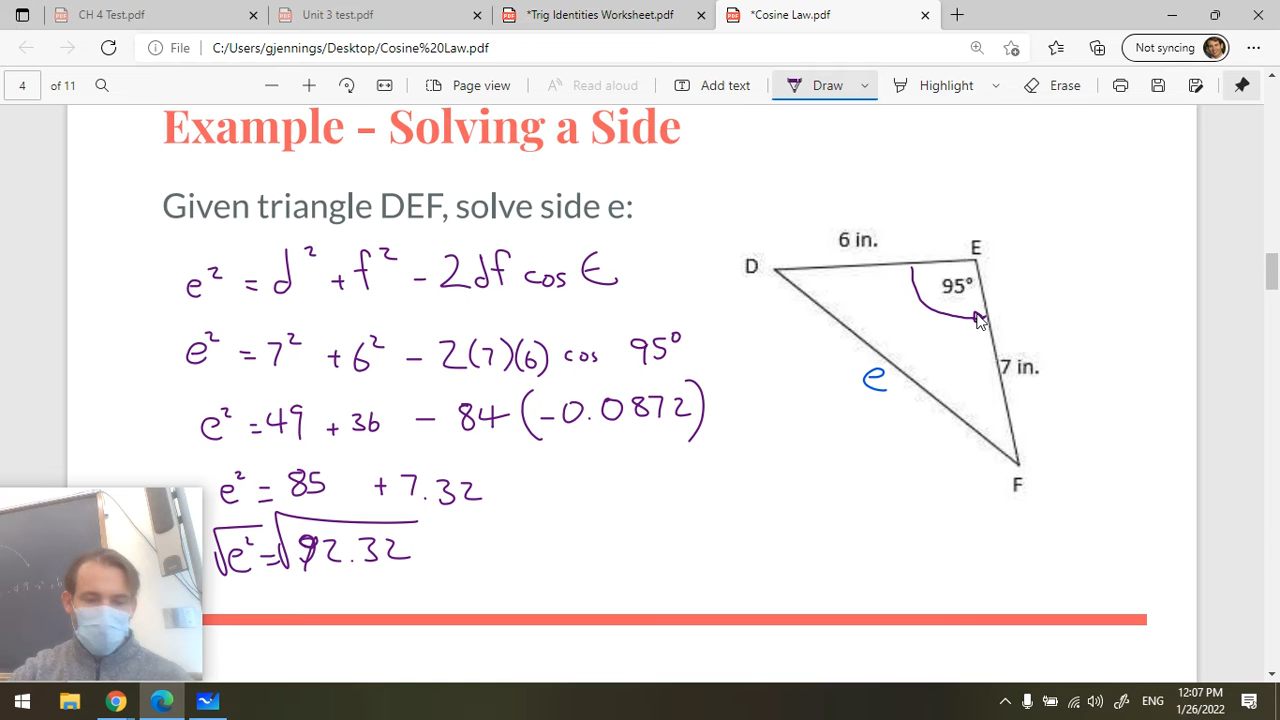 CH 4 Test.pdf
Unit 3 test.pdf
*Trig Identities Worksheet.pdf
*Cosine Law.pdf
File
C:/Users/gjennings/Desktop/Cosine%20Law.pdf
Not syncing
4 of 11
Page view
Read aloud
Add text
Draw
Highlight
Erase
Example - Solving a Side
Given triangle DEF, solve side e:
e² = d² + f² - 2df cos E
e² = 7² + 6² - 2(7)(6) cos 95°
e² = 49 + 36 - 84(-0.0872)
e² = 85 + 7.32
√e² = √92.32
6 in.
D
E
95°
7 in.
e
F
ENG
12:07 PM
1/26/2022